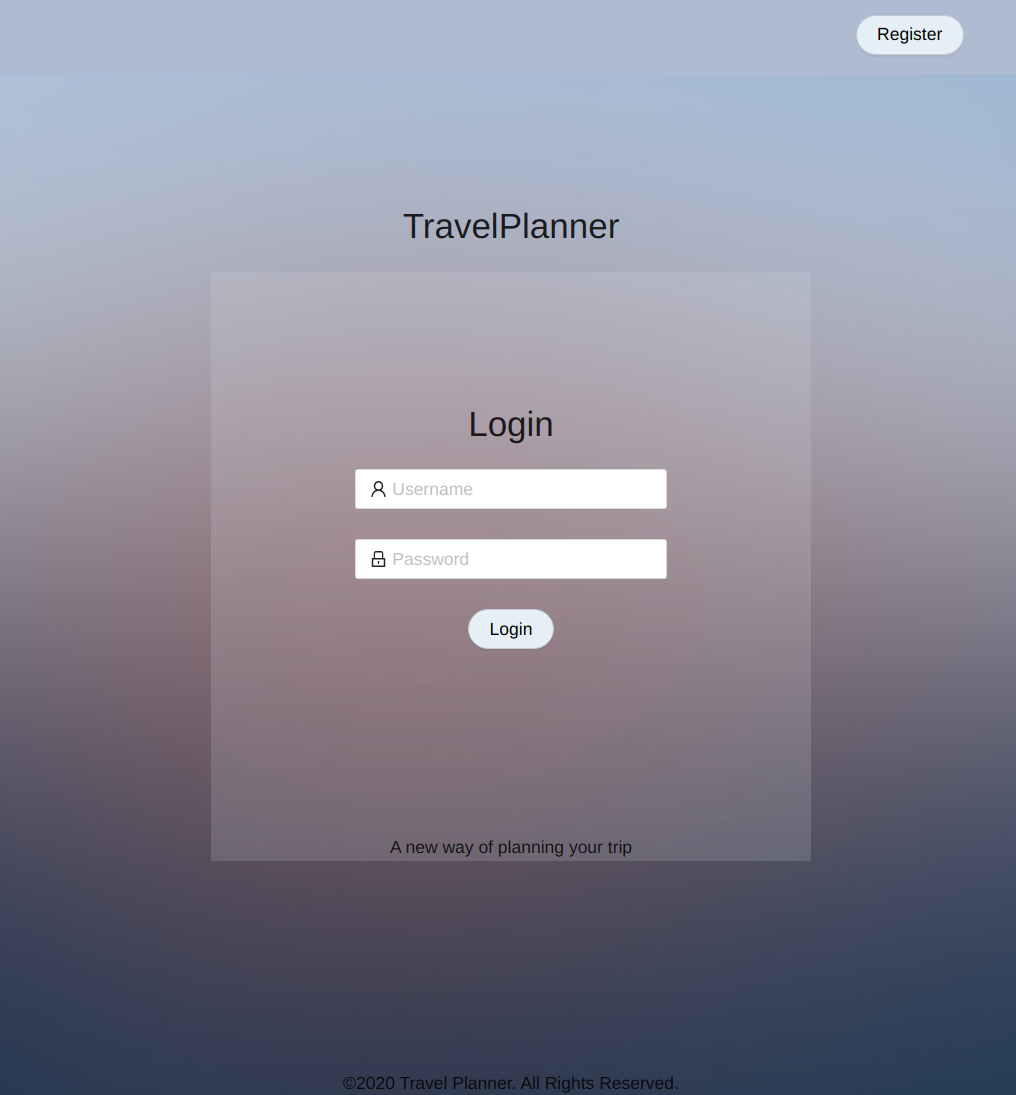 Register
TravelPlanner
Login
Username
Password
Login
A new way of planning your trip
©2020 Travel Planner. All Rights Reserved.